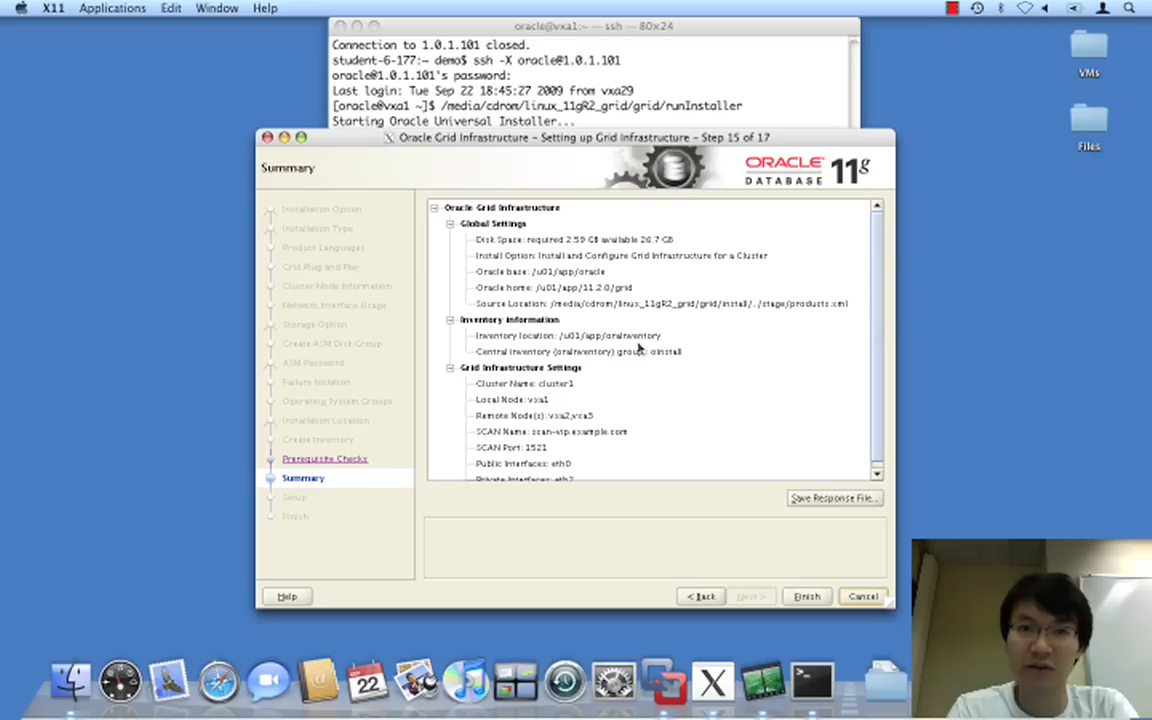 X11 Applications Edit Window Help
oracle@vxa1:~ — ssh — 80×24
Connection to 1.0.1.101 closed.
student-6-177:~ demo$ ssh -X oracle@1.0.1.101
oracle@1.0.1.101's password:
Last login: Tue Sep 22 18:45:27 2009 from vxa29
[oracle@vxa1 ~]$ /media/cdrom/linux_11gR2_grid/grid/runInstaller
Starting Oracle Universal Installer...
VMs
Files
Oracle Grid Infrastructure - Setting up Grid Infrastructure - Step 15 of 17
Summary
ORACLE DATABASE 11g
Installation Option
Installation Type
Product Languages
Grid Plug and Play
Cluster Node Information
Network Interface Usage
Storage Option
Create ASM Disk Group
ASM Password
Failure Isolation
Operating System Groups
Installation Location
Create Inventory
Prerequisite Checks
Summary
Setup
Finish
Oracle Grid Infrastructure
Global Settings
Disk Space: required 2.59 GB available 26.7 GB
Install Option: Install and Configure Grid Infrastructure for a Cluster
Oracle base: /u01/app/oracle
Oracle home: /u01/app/11.2.0/grid
Source Location: /media/cdrom/linux_11gR2_grid/grid/install/../stage/products.xml
Inventory information
Inventory location: /u01/app/oraInventory
Central inventory (oraInventory) group: oinstall
Grid Infrastructure Settings
Cluster Name: cluster1
Local Node: vxa1
Remote Node(s): vxa2,vxa3
SCAN Name: scan-vip.example.com
SCAN Port: 1521
Public Interfaces: eth0
Private Interfaces: eth2
Save Response File...
Help
< Back
Next >
Finish
Cancel
22